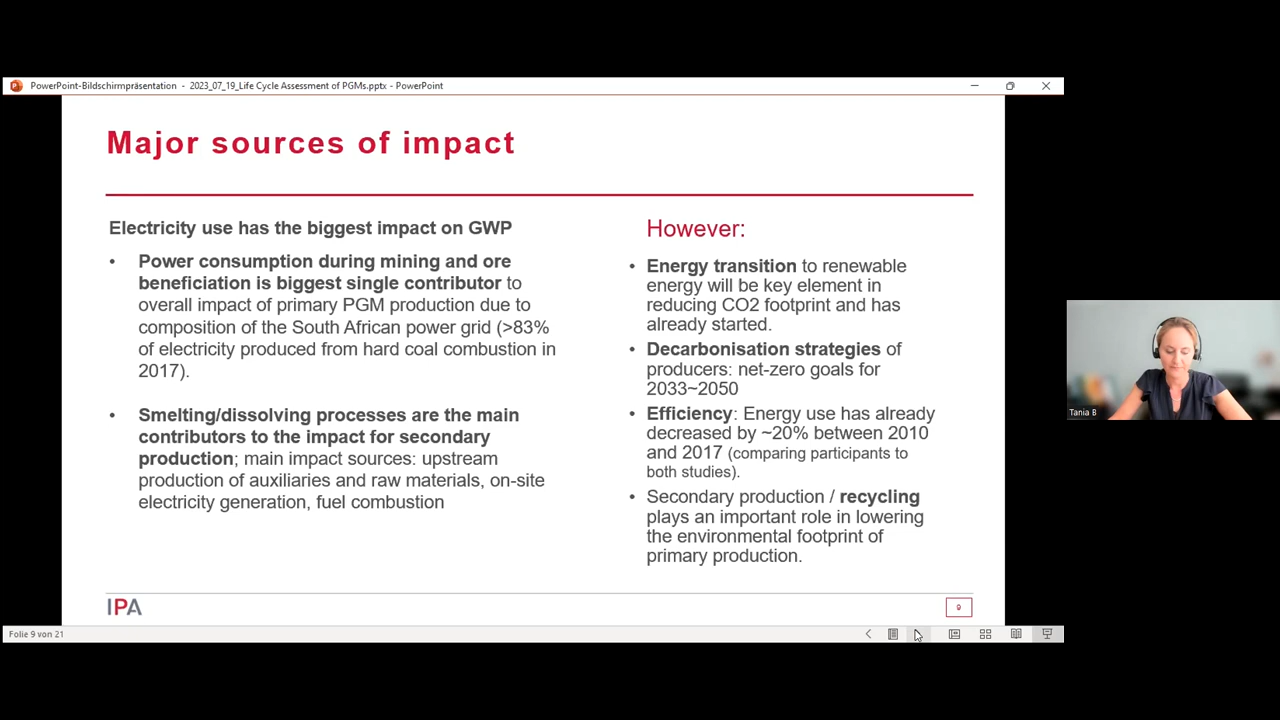 PowerPoint-Bildschirmpräsentation - 2023_07_19_Life Cycle Assessment of PGMs.pptx - PowerPoint
Major sources of impact
Electricity use has the biggest impact on GWP
• Power consumption during mining and ore
beneficiation is biggest single contributor to
overall impact of primary PGM production due to
composition of the South African power grid (>83%
of electricity produced from hard coal combustion in
2017).
• Smelting/dissolving processes are the main
contributors to the impact for secondary
production; main impact sources: upstream
production of auxiliaries and raw materials, on-site
electricity generation, fuel combustion
However:
• Energy transition to renewable
energy will be key element in
reducing CO2 footprint and has
already started.
• Decarbonisation strategies of
producers: net-zero goals for
2033~2050
• Efficiency: Energy use has already
decreased by ~20% between 2010
and 2017 (comparing participants to
both studies).
• Secondary production / recycling
plays an important role in lowering
the environmental footprint of
primary production.
IPA
9
Folie 9 von 21
Tania B